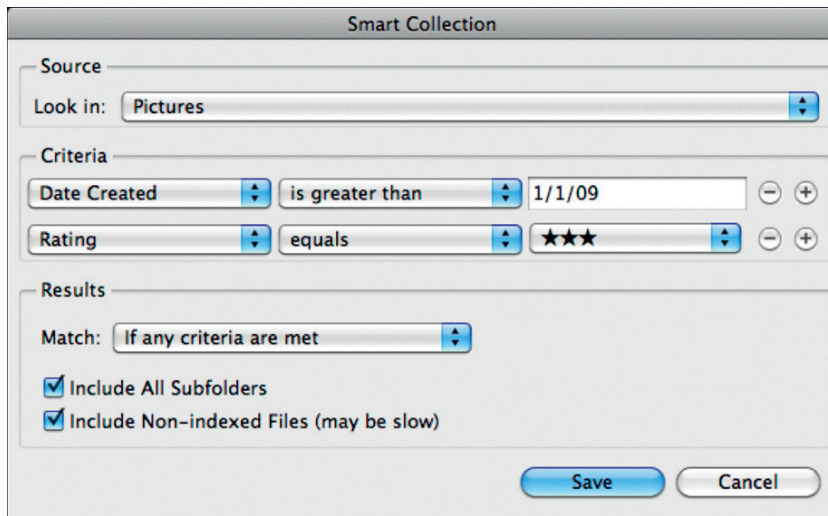 Smart Collection
Source
Look in: Pictures
Criteria
Date Created is greater than 1/1/09
Rating equals ★★★
Results
Match: If any criteria are met
Include All Subfolders
Include Non-indexed Files (may be slow)
Save Cancel